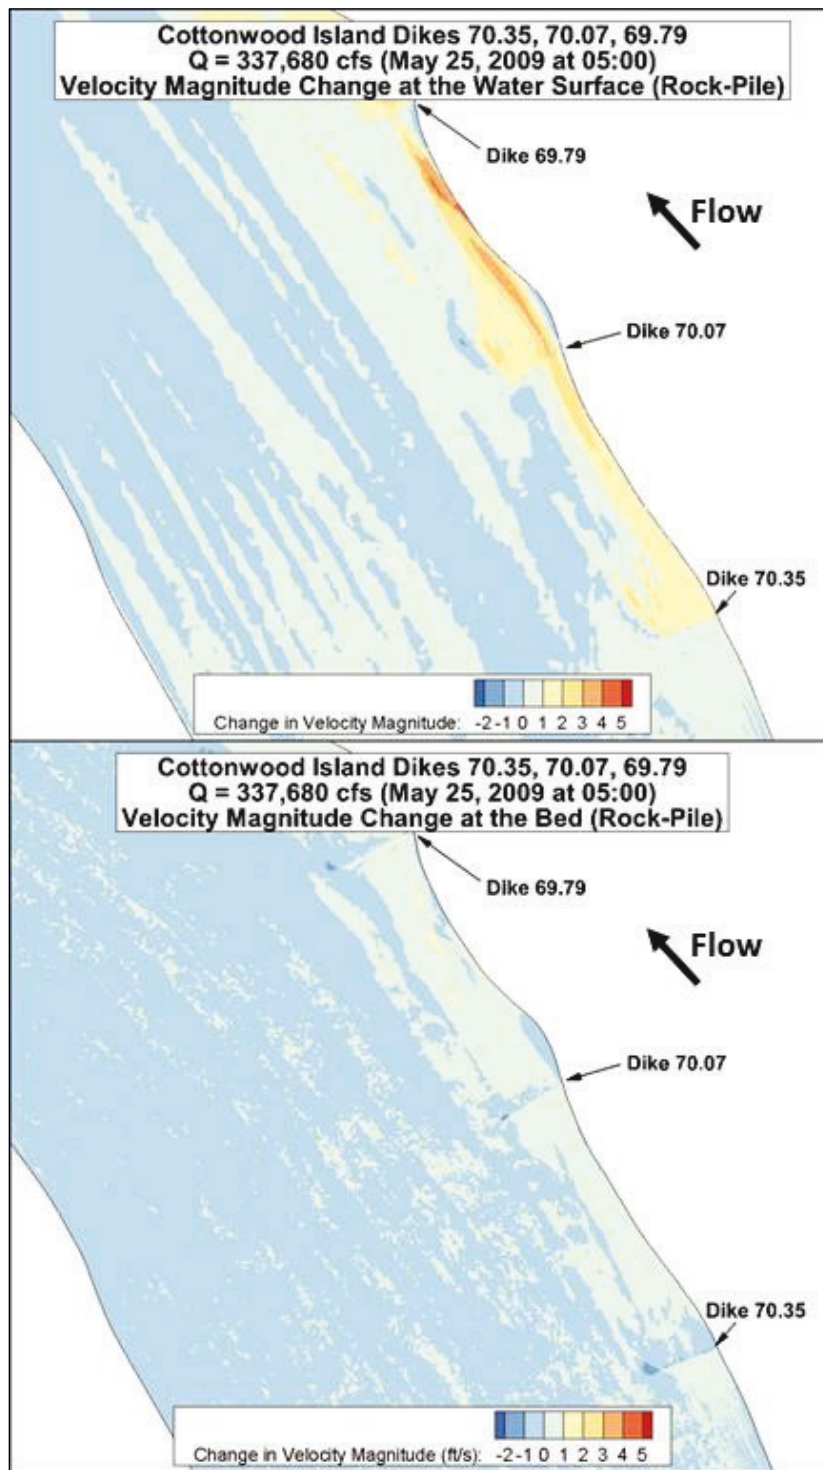 Cottonwood Island Dikes 70.35, 70.07, 69.79
Q = 337,680 cfs (May 25, 2009 at 05:00)
Velocity Magnitude Change at the Water Surface (Rock-Pile)
Dike 69.79
Flow
Dike 70.07
Dike 70.35
Change in Velocity Magnitude: -2 -1 0 1 2 3 4 5
Cottonwood Island Dikes 70.35, 70.07, 69.79
Q = 337,680 cfs (May 25, 2009 at 05:00)
Velocity Magnitude Change at the Bed (Rock-Pile)
Dike 69.79
Flow
Dike 70.07
Dike 70.35
Change in Velocity Magnitude (ft/s): -2 -1 0 1 2 3 4 5